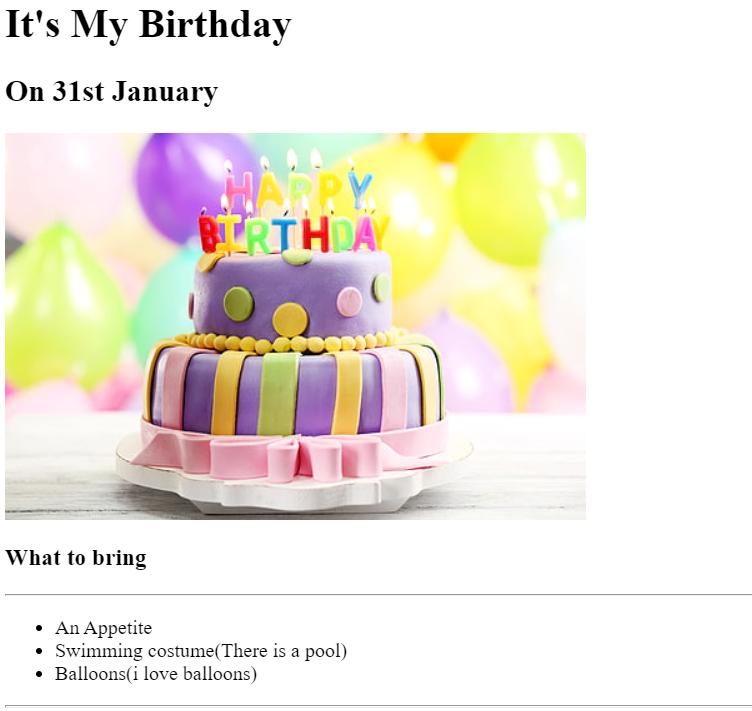 It's My Birthday
On 31st January
HAPPY
BIRTHDAY
What to bring
An Appetite
Swimming costume(There is a pool)
Balloons(i love balloons)